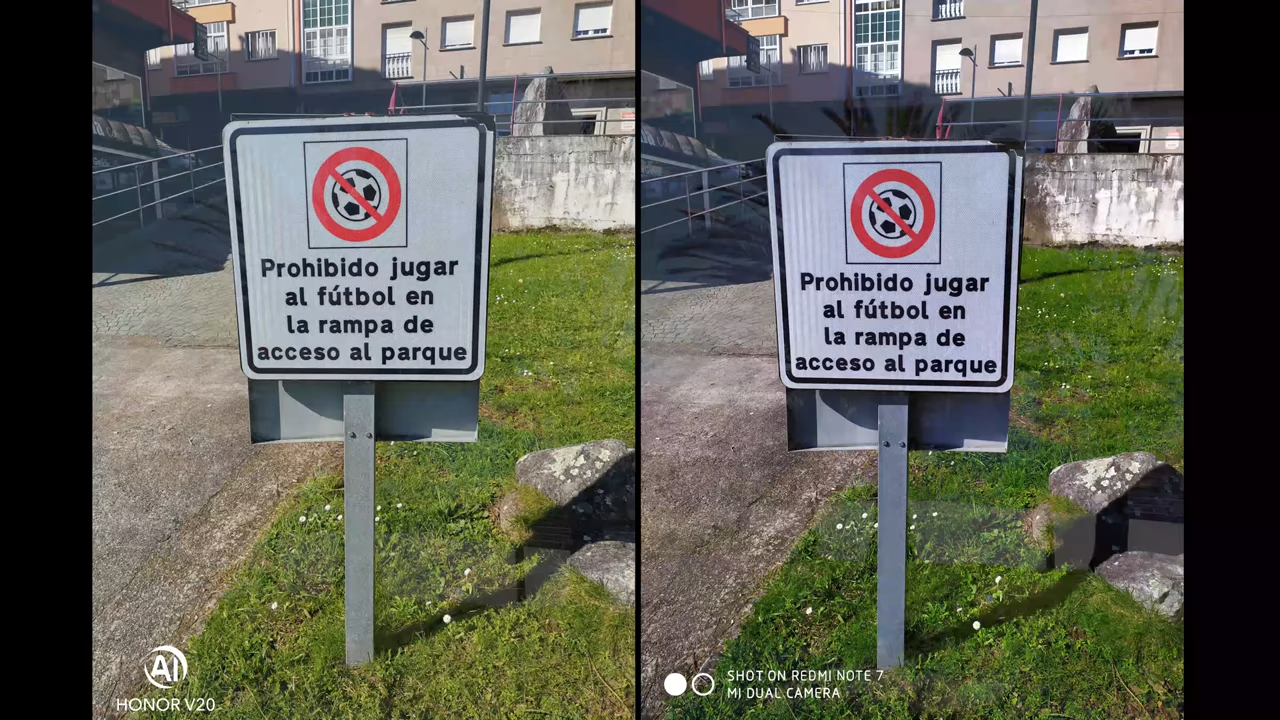 Prohibido jugar
al fútbol en
la rampa de
acceso al parque
AI
HONOR V20
Prohibido jugar
al fútbol en
la rampa de
acceso al parque
SHOT ON REDMI NOTE 7
MI DUAL CAMERA